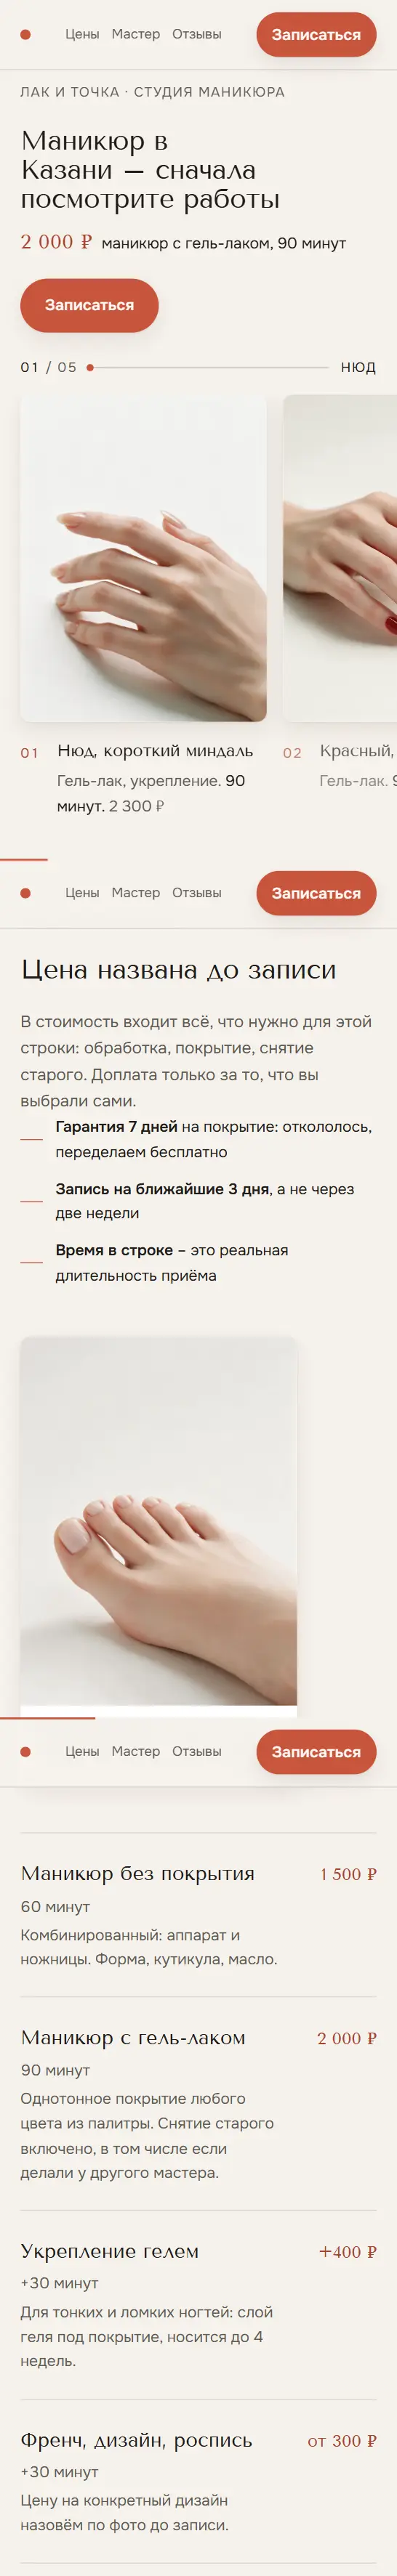 Цены Мастер Отзывы Записаться
ЛАК И ТОЧКА · СТУДИЯ МАНИКЮРА
Маникюр в
Казани — сначала
посмотрите работы
2 000 ₽ маникюр с гель-лаком, 90 минут
Записаться
01 / 05 НЮД
01 Нюд, короткий миндаль
Гель-лак, укрепление. 90
минут. 2 300 ₽
02 Красный,
Гель-лак. 9
Цены Мастер Отзывы Записаться
Цена названа до записи
В стоимость входит всё, что нужно для этой
строки: обработка, покрытие, снятие
старого. Доплата только за то, что вы
выбрали сами.
Гарантия 7 дней на покрытие: откололось,
переделаем бесплатно
Запись на ближайшие 3 дня, а не через
две недели
Время в строке – это реальная
длительность приёма
Цены Мастер Отзывы Записаться
Маникюр без покрытия 1 500 ₽
60 минут
Комбинированный: аппарат и
ножницы. Форма, кутикула, масло.
Маникюр с гель-лаком 2 000 ₽
90 минут
Однотонное покрытие любого
цвета из палитры. Снятие старого
включено, в том числе если
делали у другого мастера.
Укрепление гелем +400 ₽
+30 минут
Для тонких и ломких ногтей: слой
геля под покрытие, носится до 4
недель.
Френч, дизайн, роспись от 300 ₽
+30 минут
Цену на конкретный дизайн
назовём по фото до записи.